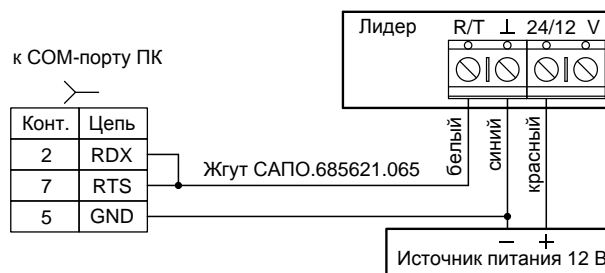 Лидер R/T ⊥ 24/12 V
к COM-порту ПК
Конт. Цепь
2 RDX
7 RTS
5 GND
Жгут САПО.685621.065
белый
синий
красный
− +
Источник питания 12 В